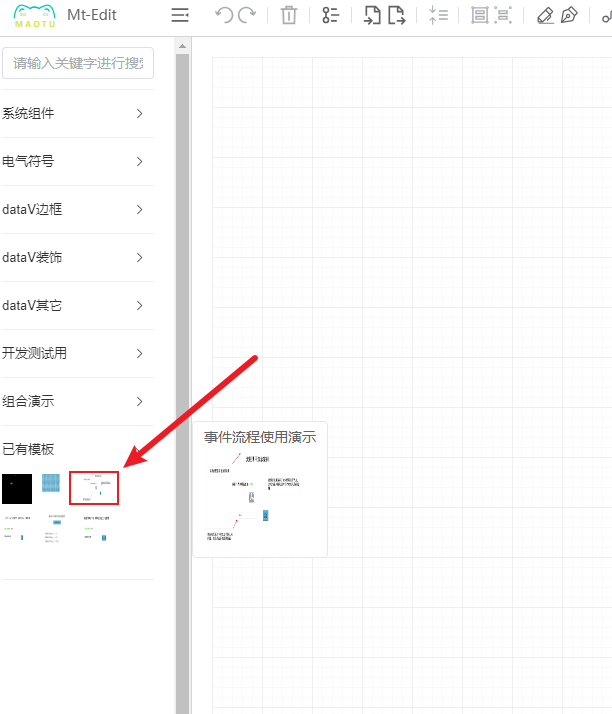 MAOTU
Mt-Edit
请输入关键字进行搜索
系统组件
电气符号
dataV边框
dataV装饰
dataV其它
开发测试用
组合演示
已有模板
事件流程使用演示